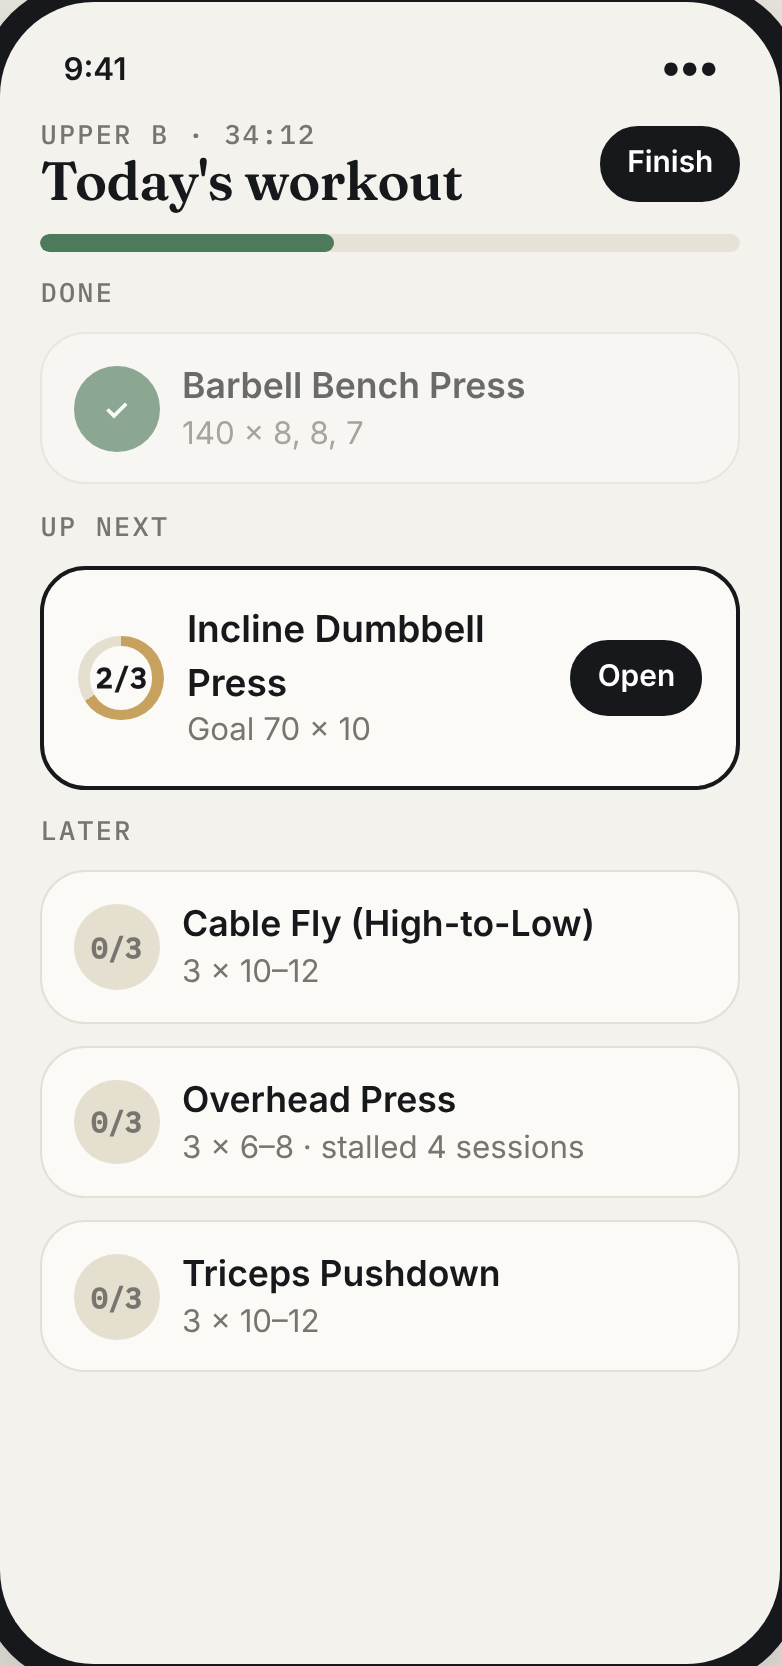 9:41
UPPER B · 34:12
Today's workout
Finish
DONE
Barbell Bench Press
140 × 8, 8, 7
UP NEXT
2/3
Incline Dumbbell
Press
Goal 70 × 10
Open
LATER
0/3
Cable Fly (High-to-Low)
3 × 10–12
0/3
Overhead Press
3 × 6–8 · stalled 4 sessions
0/3
Triceps Pushdown
3 × 10–12